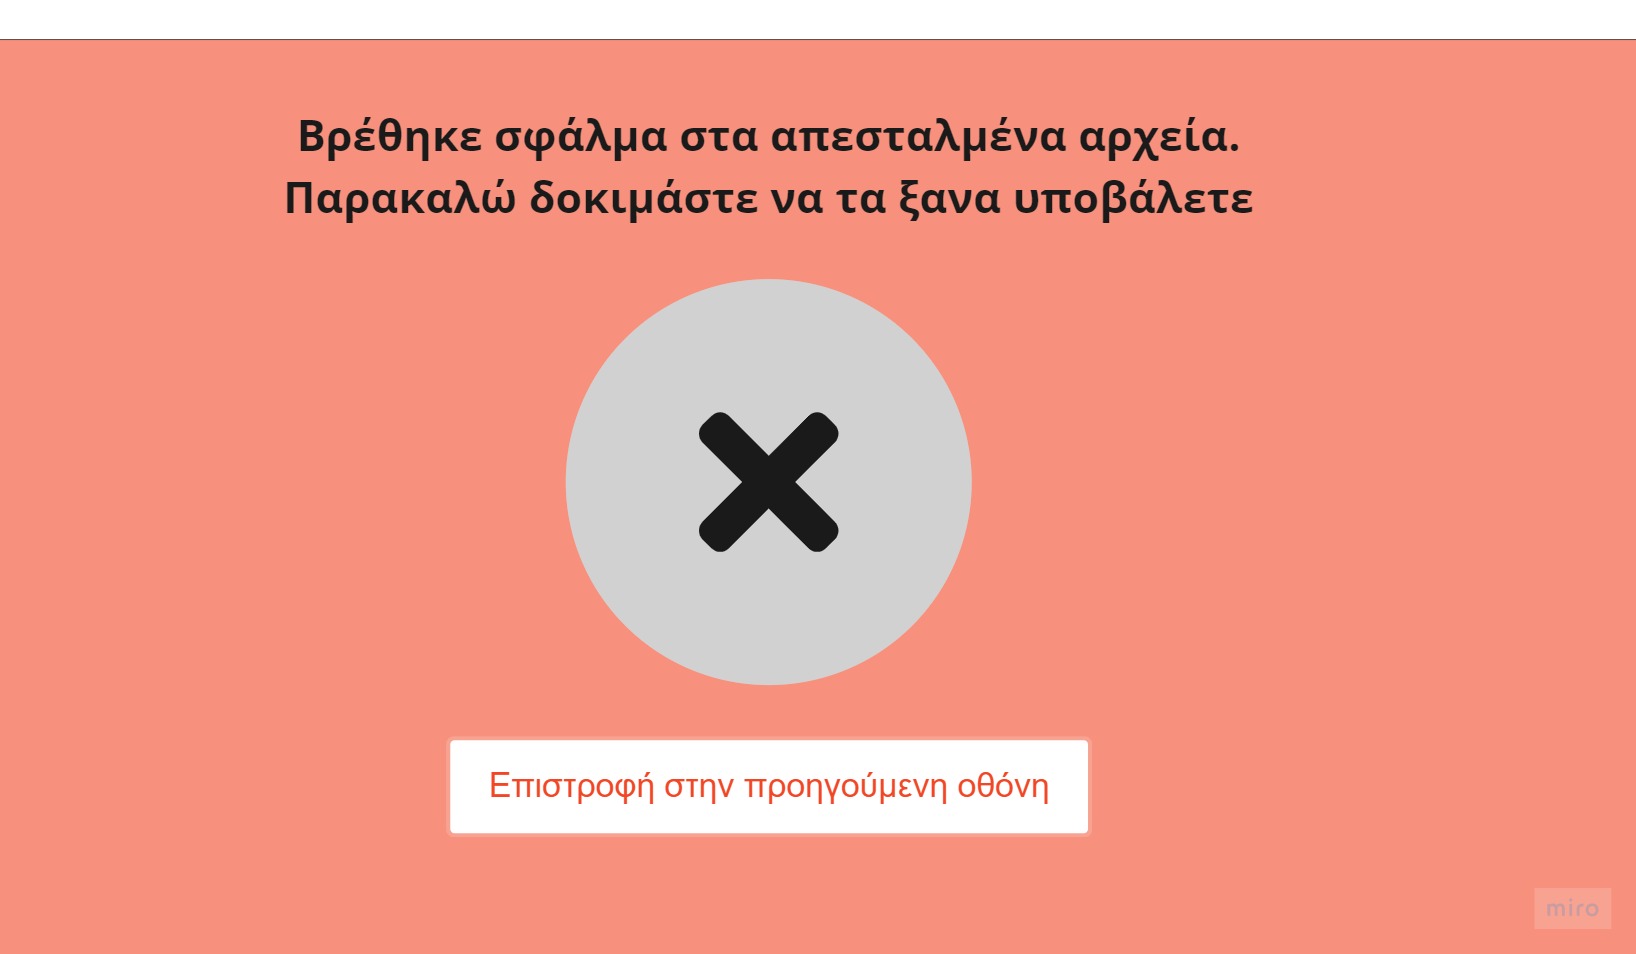 Βρέθηκε σφάλμα στα απεσταλμένα αρχεία.
Παρακαλώ δοκιμάστε να τα ξανα υποβάλετε
Επιστροφή στην προηγούμενη οθόνη
miro